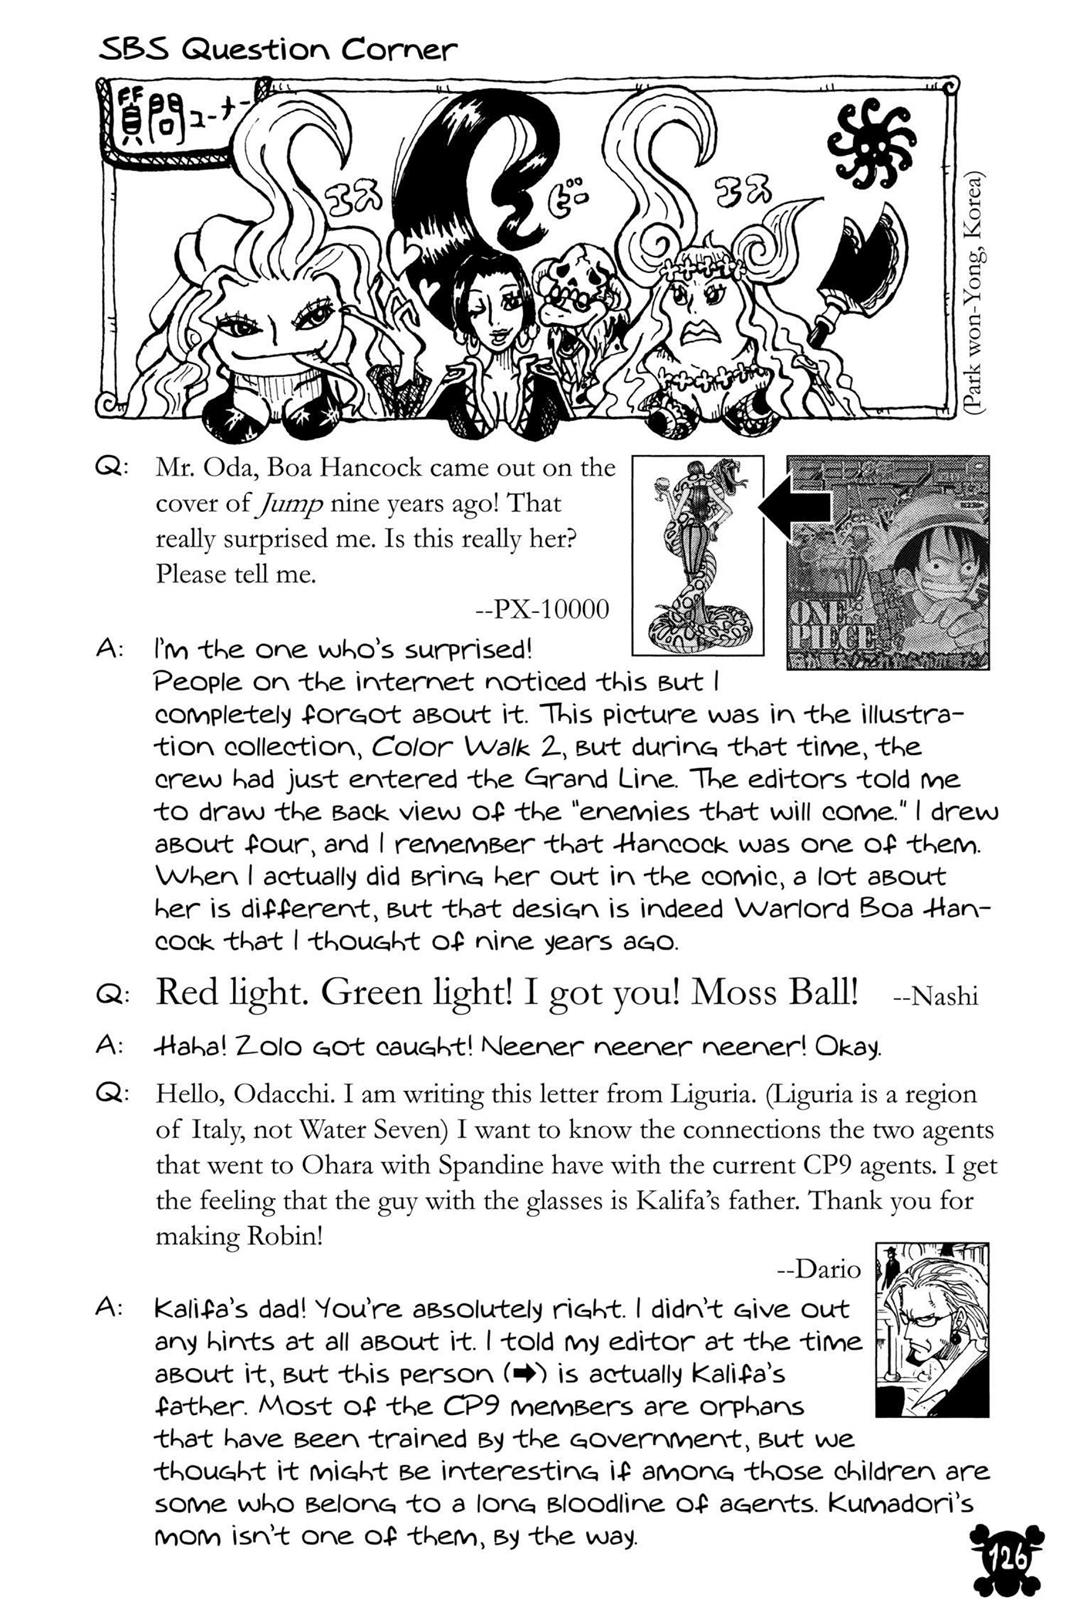 SBS Question Corner
質問コーナー
エス
ビー
エス
(Park won-Yong, Korea)
Q: Mr. Oda, Boa Hancock came out on the
cover of Jump nine years ago! That
really surprised me. Is this really her?
Please tell me.
--PX-10000
ONE
PIECE
A: I'm the one who's surprised!
People on the internet noticed this but I
completely forgot about it. This picture was in the illustra-
tion collection, Color Walk 2, but during that time, the
crew had just entered the Grand Line. The editors told me
to draw the back view of the "enemies that will come." I drew
about four, and I remember that Hancock was one of them.
When I actually did bring her out in the comic, a lot about
her is different, but that design is indeed Warlord Boa Han-
cock that I thought of nine years ago.
Q: Red light. Green light! I got you! Moss Ball! --Nashi
A: Haha! Zolo got caught! Neener neener neener! Okay.
Q: Hello, Odacchi. I am writing this letter from Liguria. (Liguria is a region
of Italy, not Water Seven) I want to know the connections the two agents
that went to Ohara with Spandine have with the current CP9 agents. I get
the feeling that the guy with the glasses is Kalifa's father. Thank you for
making Robin!
--Dario
A: Kalifa's dad! You're absolutely right. I didn't give out
any hints at all about it. I told my editor at the time
about it, but this person (➡) is actually Kalifa's
father. Most of the CP9 members are orphans
that have been trained by the government, but we
thought it might be interesting if among those children are
some who belong to a long bloodline of agents. Kumadori's
mom isn't one of them, by the way.
126